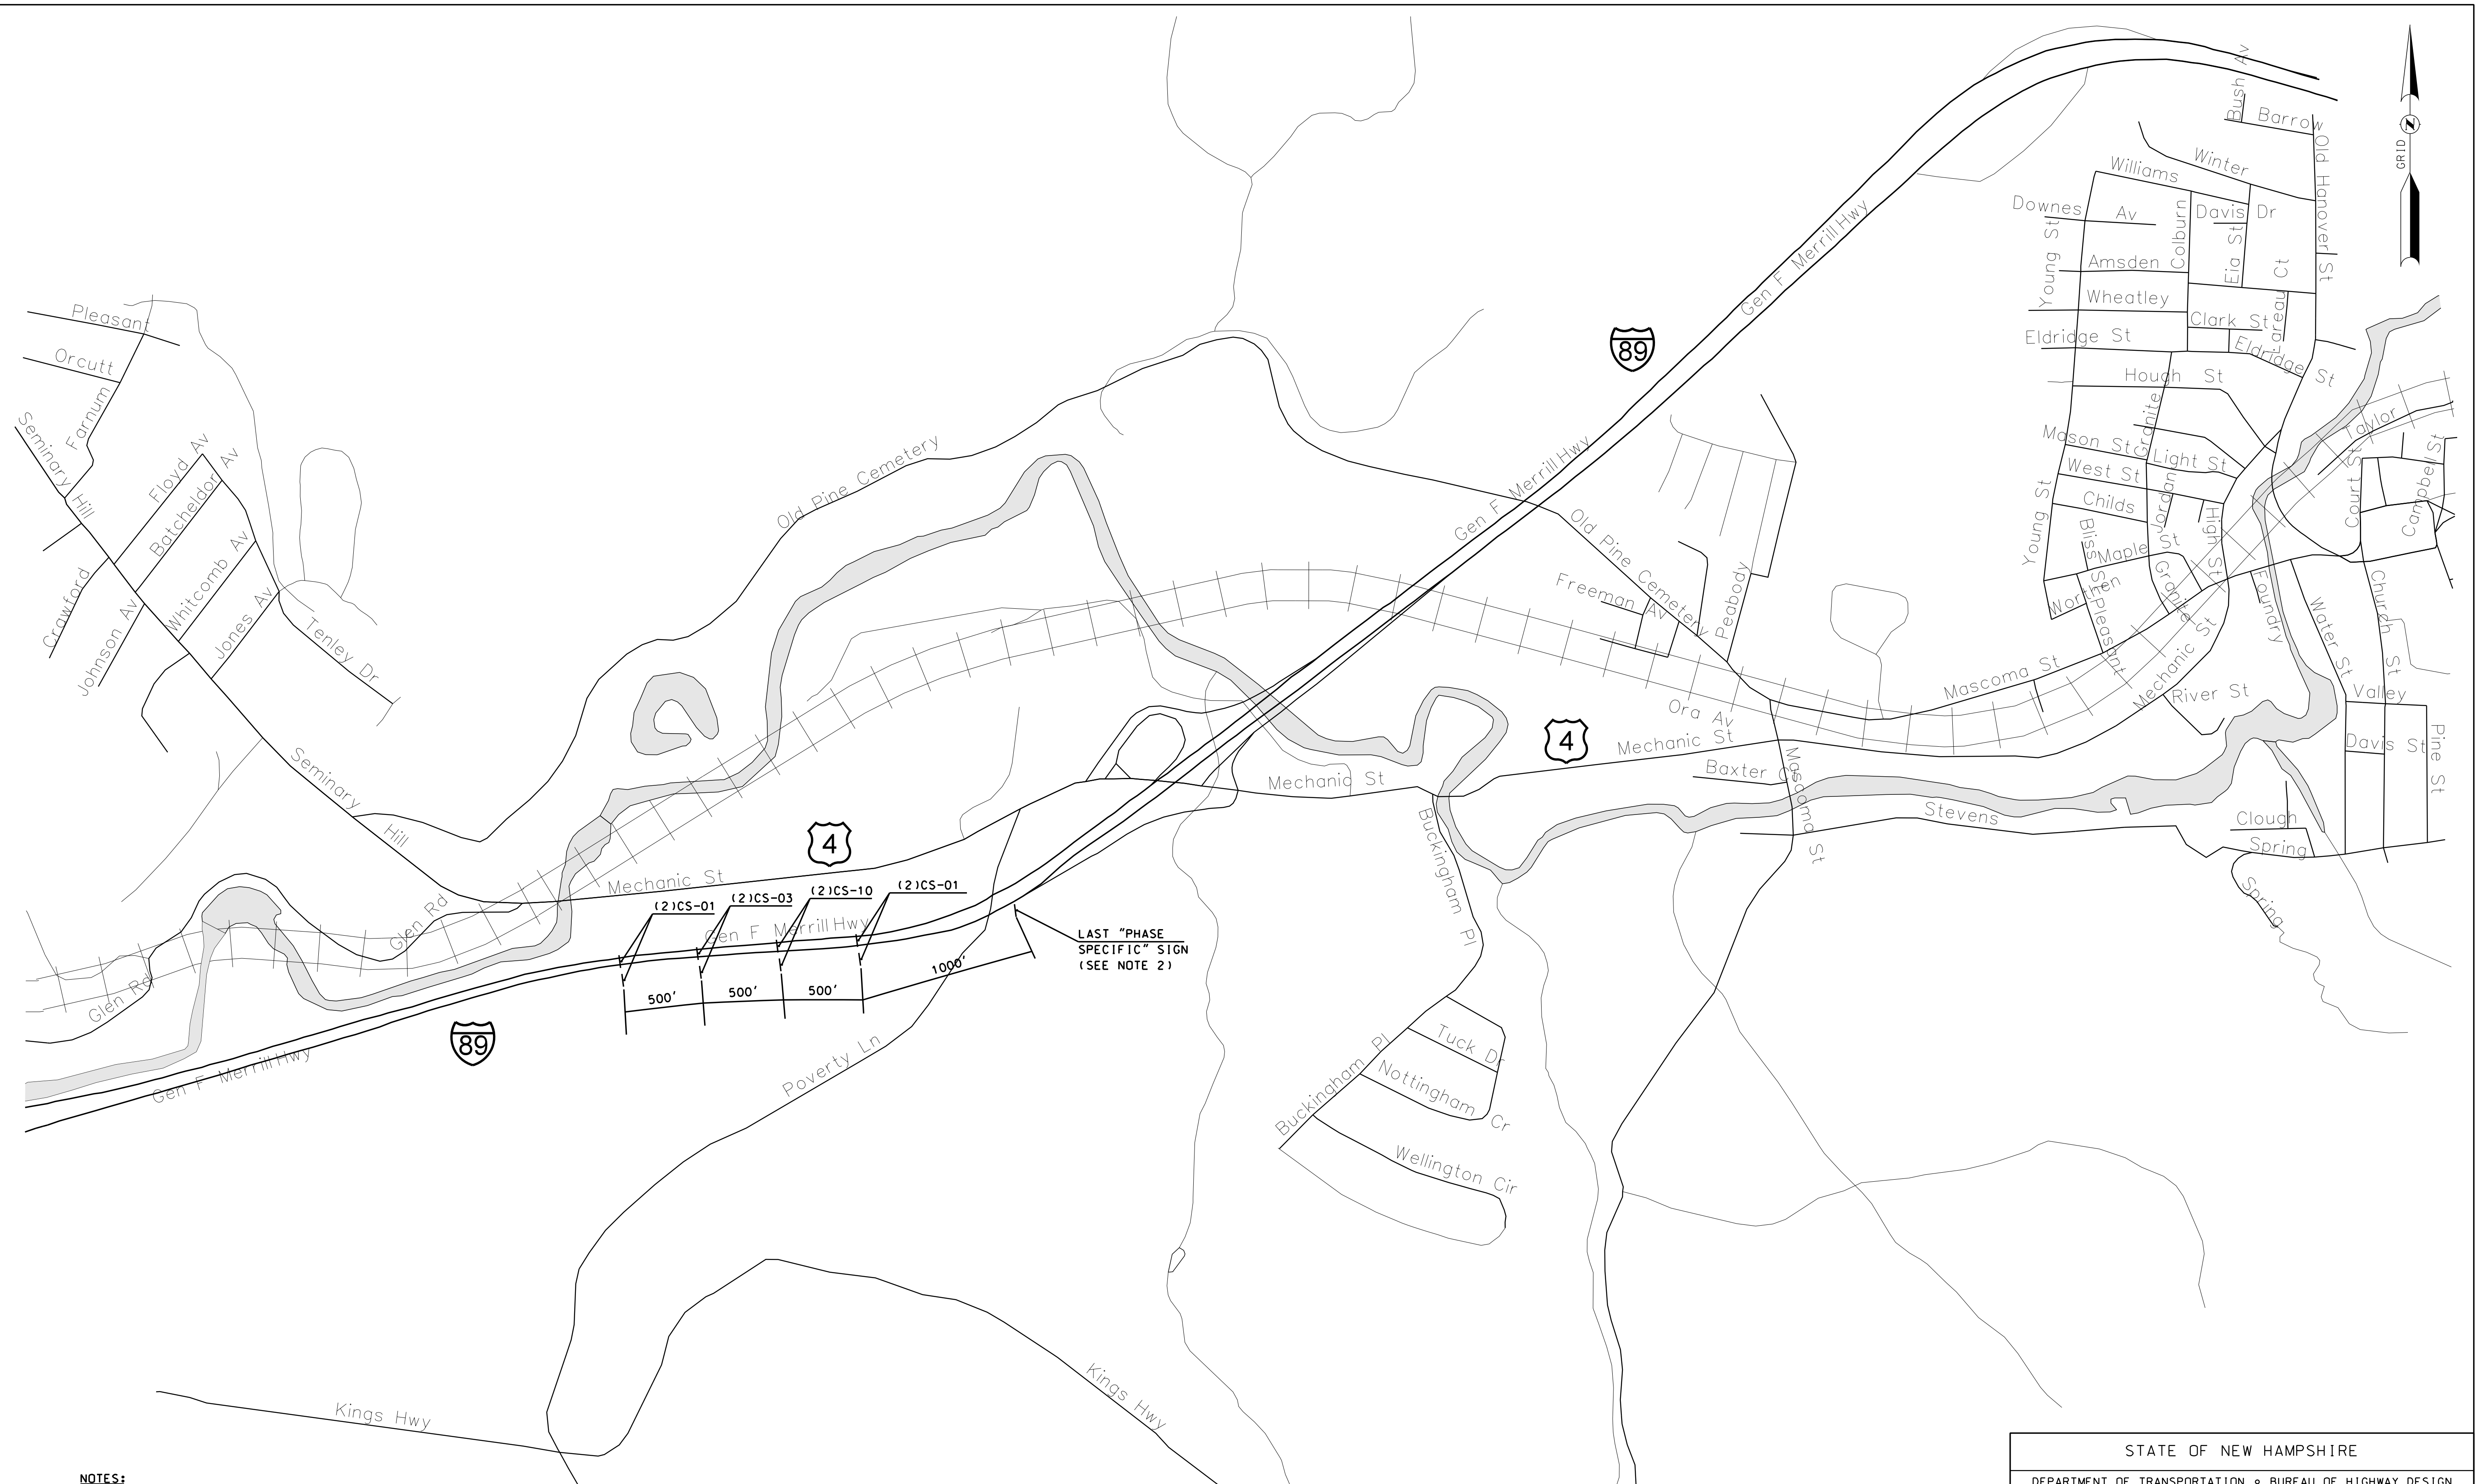 Bush Av
Barrow
Old Hanover St
GRID
N
Winter
Williams
Downes Av
Colburn
Davis Dr
Young St
Eia St
Amsden
Lareau Ct
Wheatley
Clark St
Eldridge St
Eldridge St
Hough St
Gen F Merrill Hwy
89
Pleasant
Orcutt
Farnum
Seminary Hill
Floyd Av
Batcheldor Av
Whitcomb Av
Jones Av
Crawford
Johnson Av
Tenley Dr
Old Pine Cemetery
Gen F Merrill Hwy
Old Pine Cemetery
Freeman Av
Peabody
Granite
Taylor
Mason St
Light St
West St
Court St
Campbell St
Childs
Jordan
High St
Young St
Bliss St
Maple St
Granite St
Worthen
Pleasant
Foundry
Church St
Water St
Mascoma St
Mechanic St
River St
Valley
Ora Av
4
Mechanic St
Davis St
Pine St
Baxter Ct
Mascoma St
Mechanic St
Stevens
Clough
Spring
Spring
Buckingham Pl
Seminary Hill
4
Mechanic St
Glen Rd
(2)CS-01
(2)CS-03
(2)CS-10
(2)CS-01
Gen F Merrill Hwy
LAST "PHASE
SPECIFIC" SIGN
(SEE NOTE 2)
1000'
500'
500'
500'
Glen Rd
89
Gen F Merrill Hwy
Poverty Ln
Tuck Dr
Buckingham Pl
Nottingham Cr
Wellington Cir
Kings Hwy
Kings Hwy
NOTES:
STATE OF NEW HAMPSHIRE
DEPARTMENT OF TRANSPORTATION • BUREAU OF HIGHWAY DESIGN